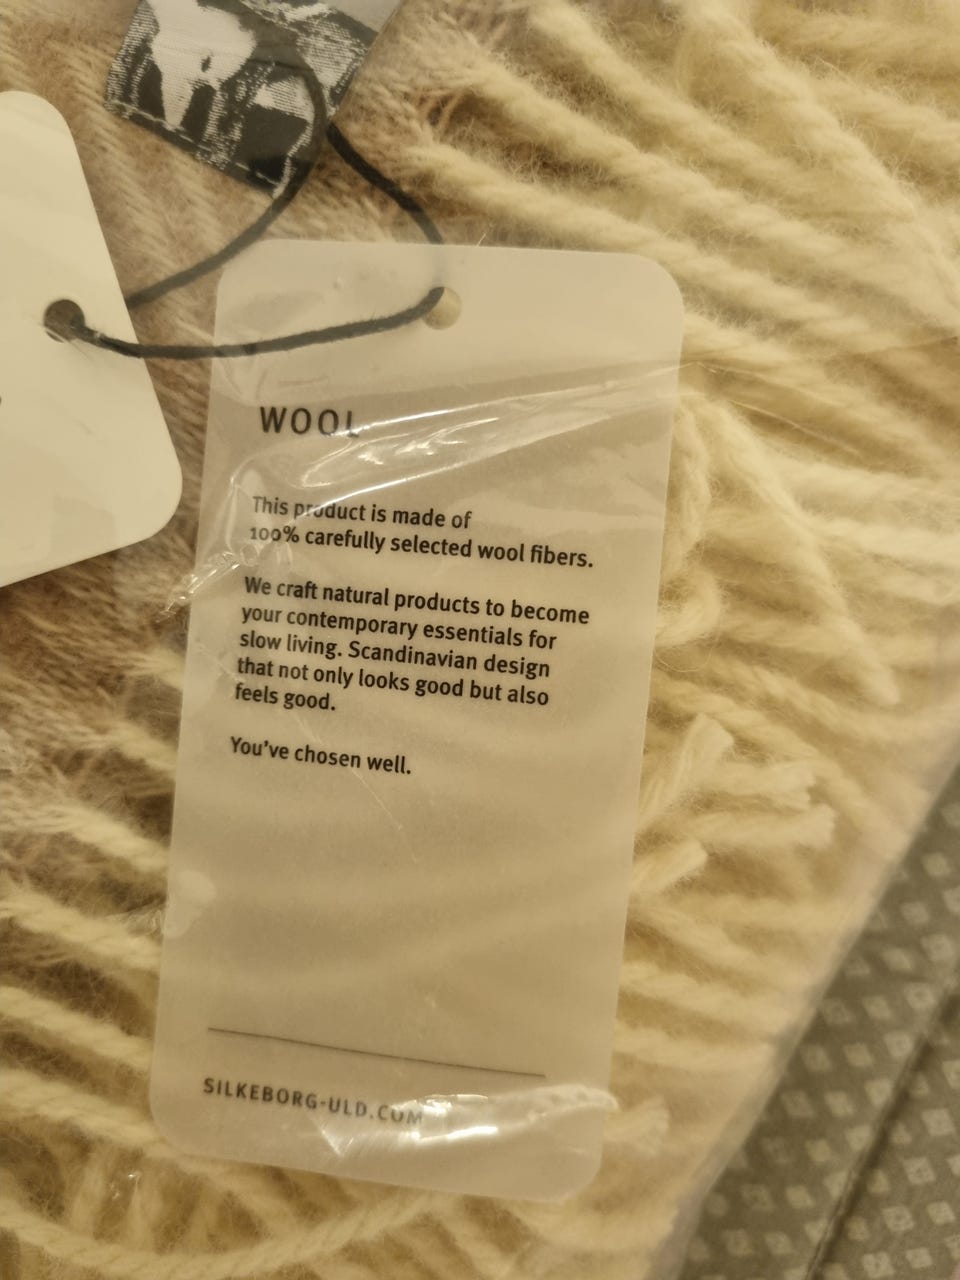 WOOL
This product is made of
100% carefully selected wool fibers.
We craft natural products to become
your contemporary essentials for
slow living. Scandinavian design
that not only looks good but also
feels good.
You've chosen well.
SILKEBORG-ULD.COM